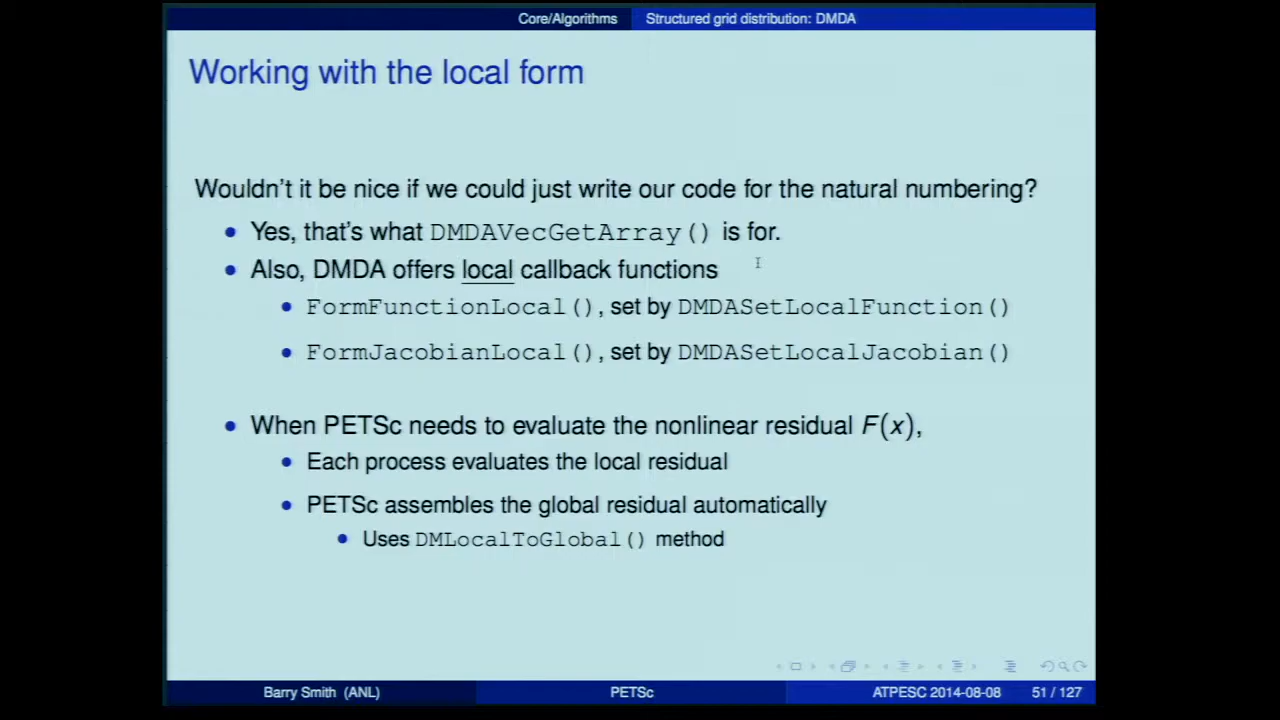 Core/Algorithms Structured grid distribution: DMDA
Working with the local form
Wouldn't it be nice if we could just write our code for the natural numbering?
• Yes, that's what DMDAVecGetArray() is for.
• Also, DMDA offers local callback functions
• FormFunctionLocal(), set by DMDASetLocalFunction()
• FormJacobianLocal(), set by DMDASetLocalJacobian()
• When PETSc needs to evaluate the nonlinear residual F(x),
• Each process evaluates the local residual
• PETSc assembles the global residual automatically
• Uses DMLocalToGlobal() method
Barry Smith (ANL) PETSc ATPESC 2014-08-08 51 / 127